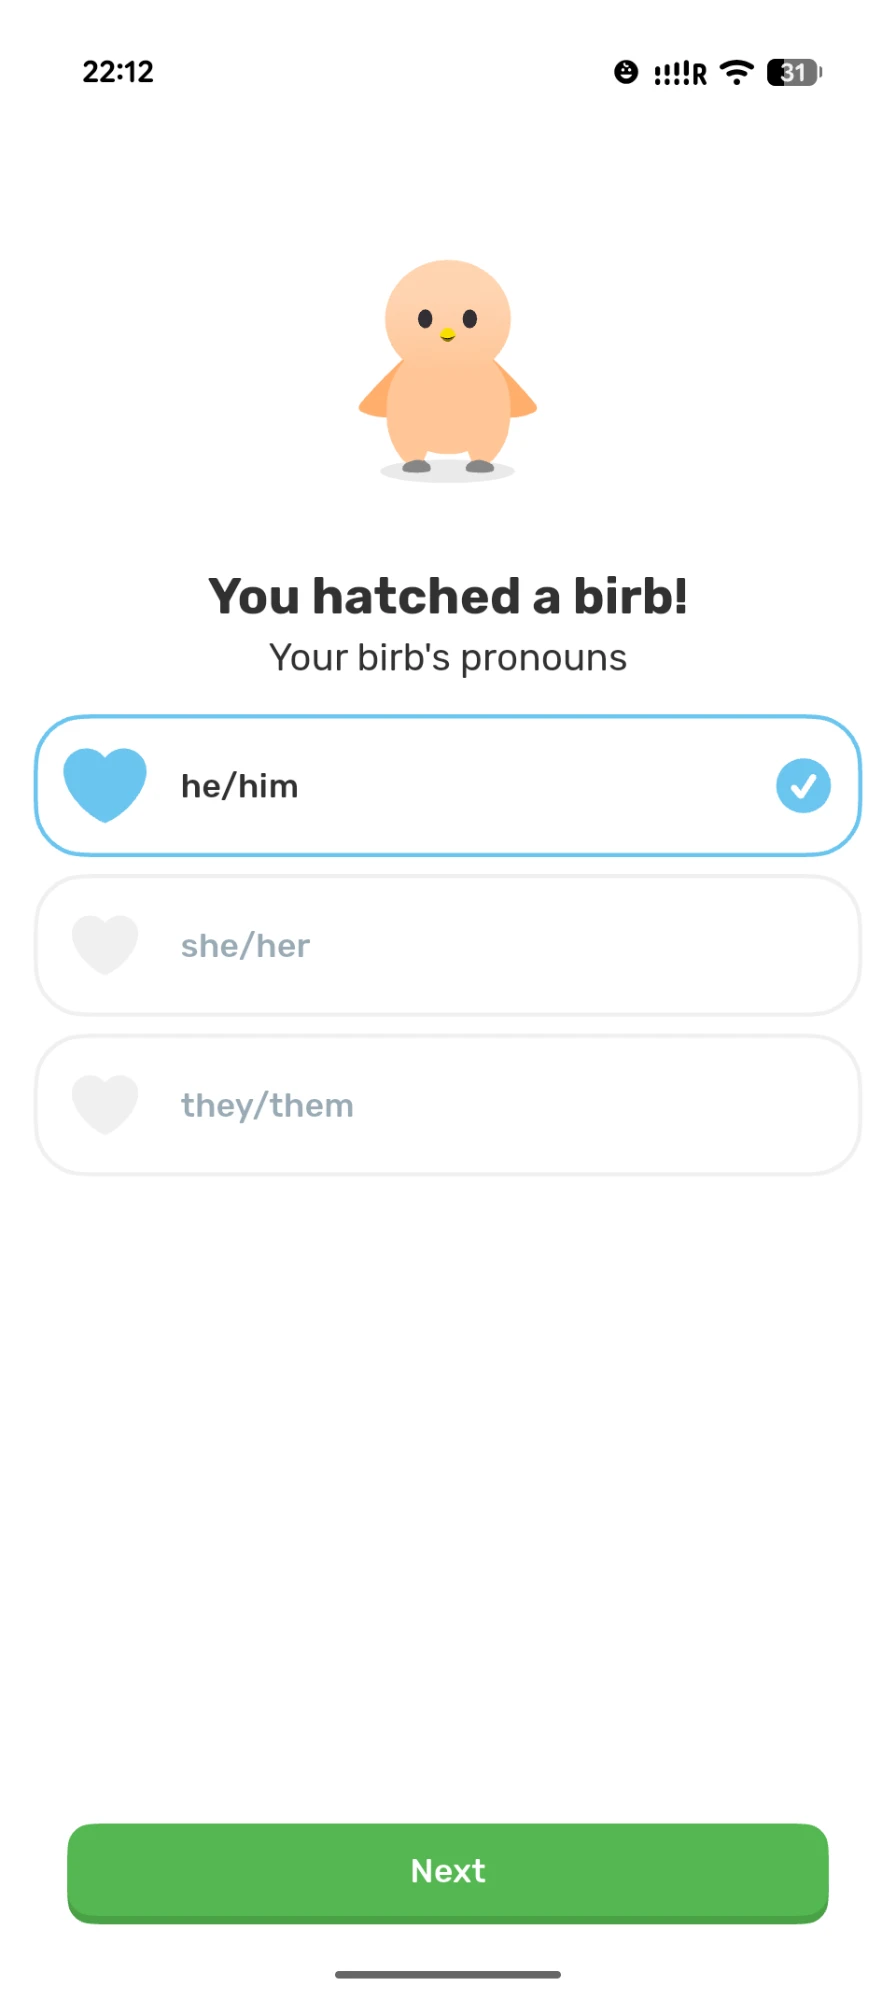 22:12
R
31
You hatched a birb!
Your birb's pronouns
he/him
she/her
they/them
Next